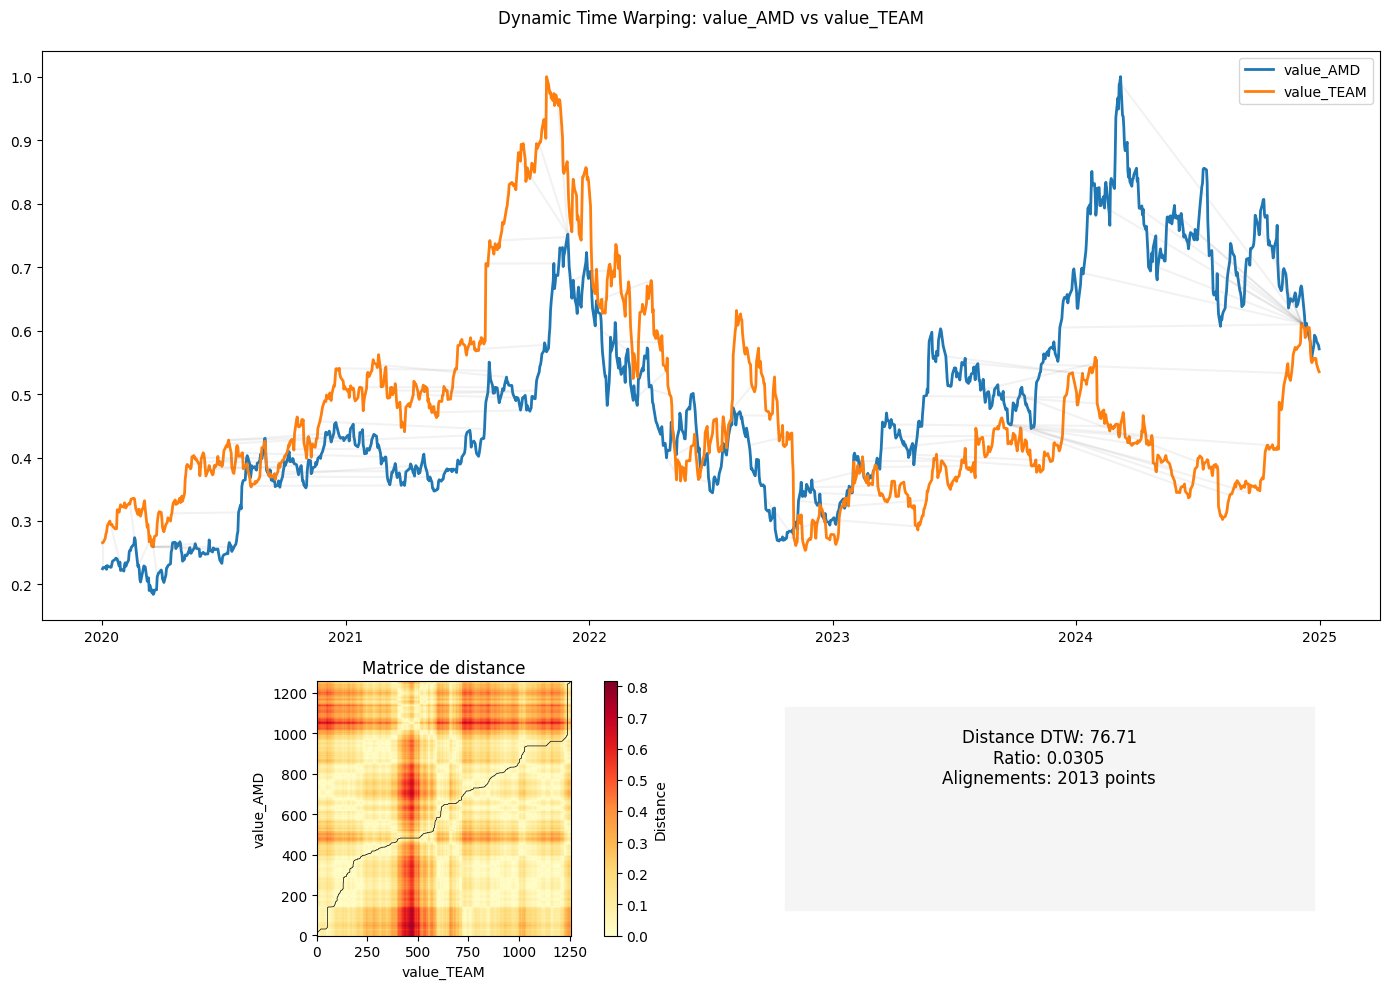 Dynamic Time Warping: value_AMD vs value_TEAM
value_AMD
value_TEAM
1.0
0.9
0.8
0.7
0.6
0.5
0.4
0.3
0.2
2020 2021 2022 2023 2024 2025
Matrice de distance
value_AMD
1200
1000
800
600
400
200
0
0 250 500 750 1000 1250
value_TEAM
0.8
0.7
0.6
0.5
0.4
0.3
0.2
0.1
0.0
Distance
Distance DTW: 76.71
Ratio: 0.0305
Alignements: 2013 points